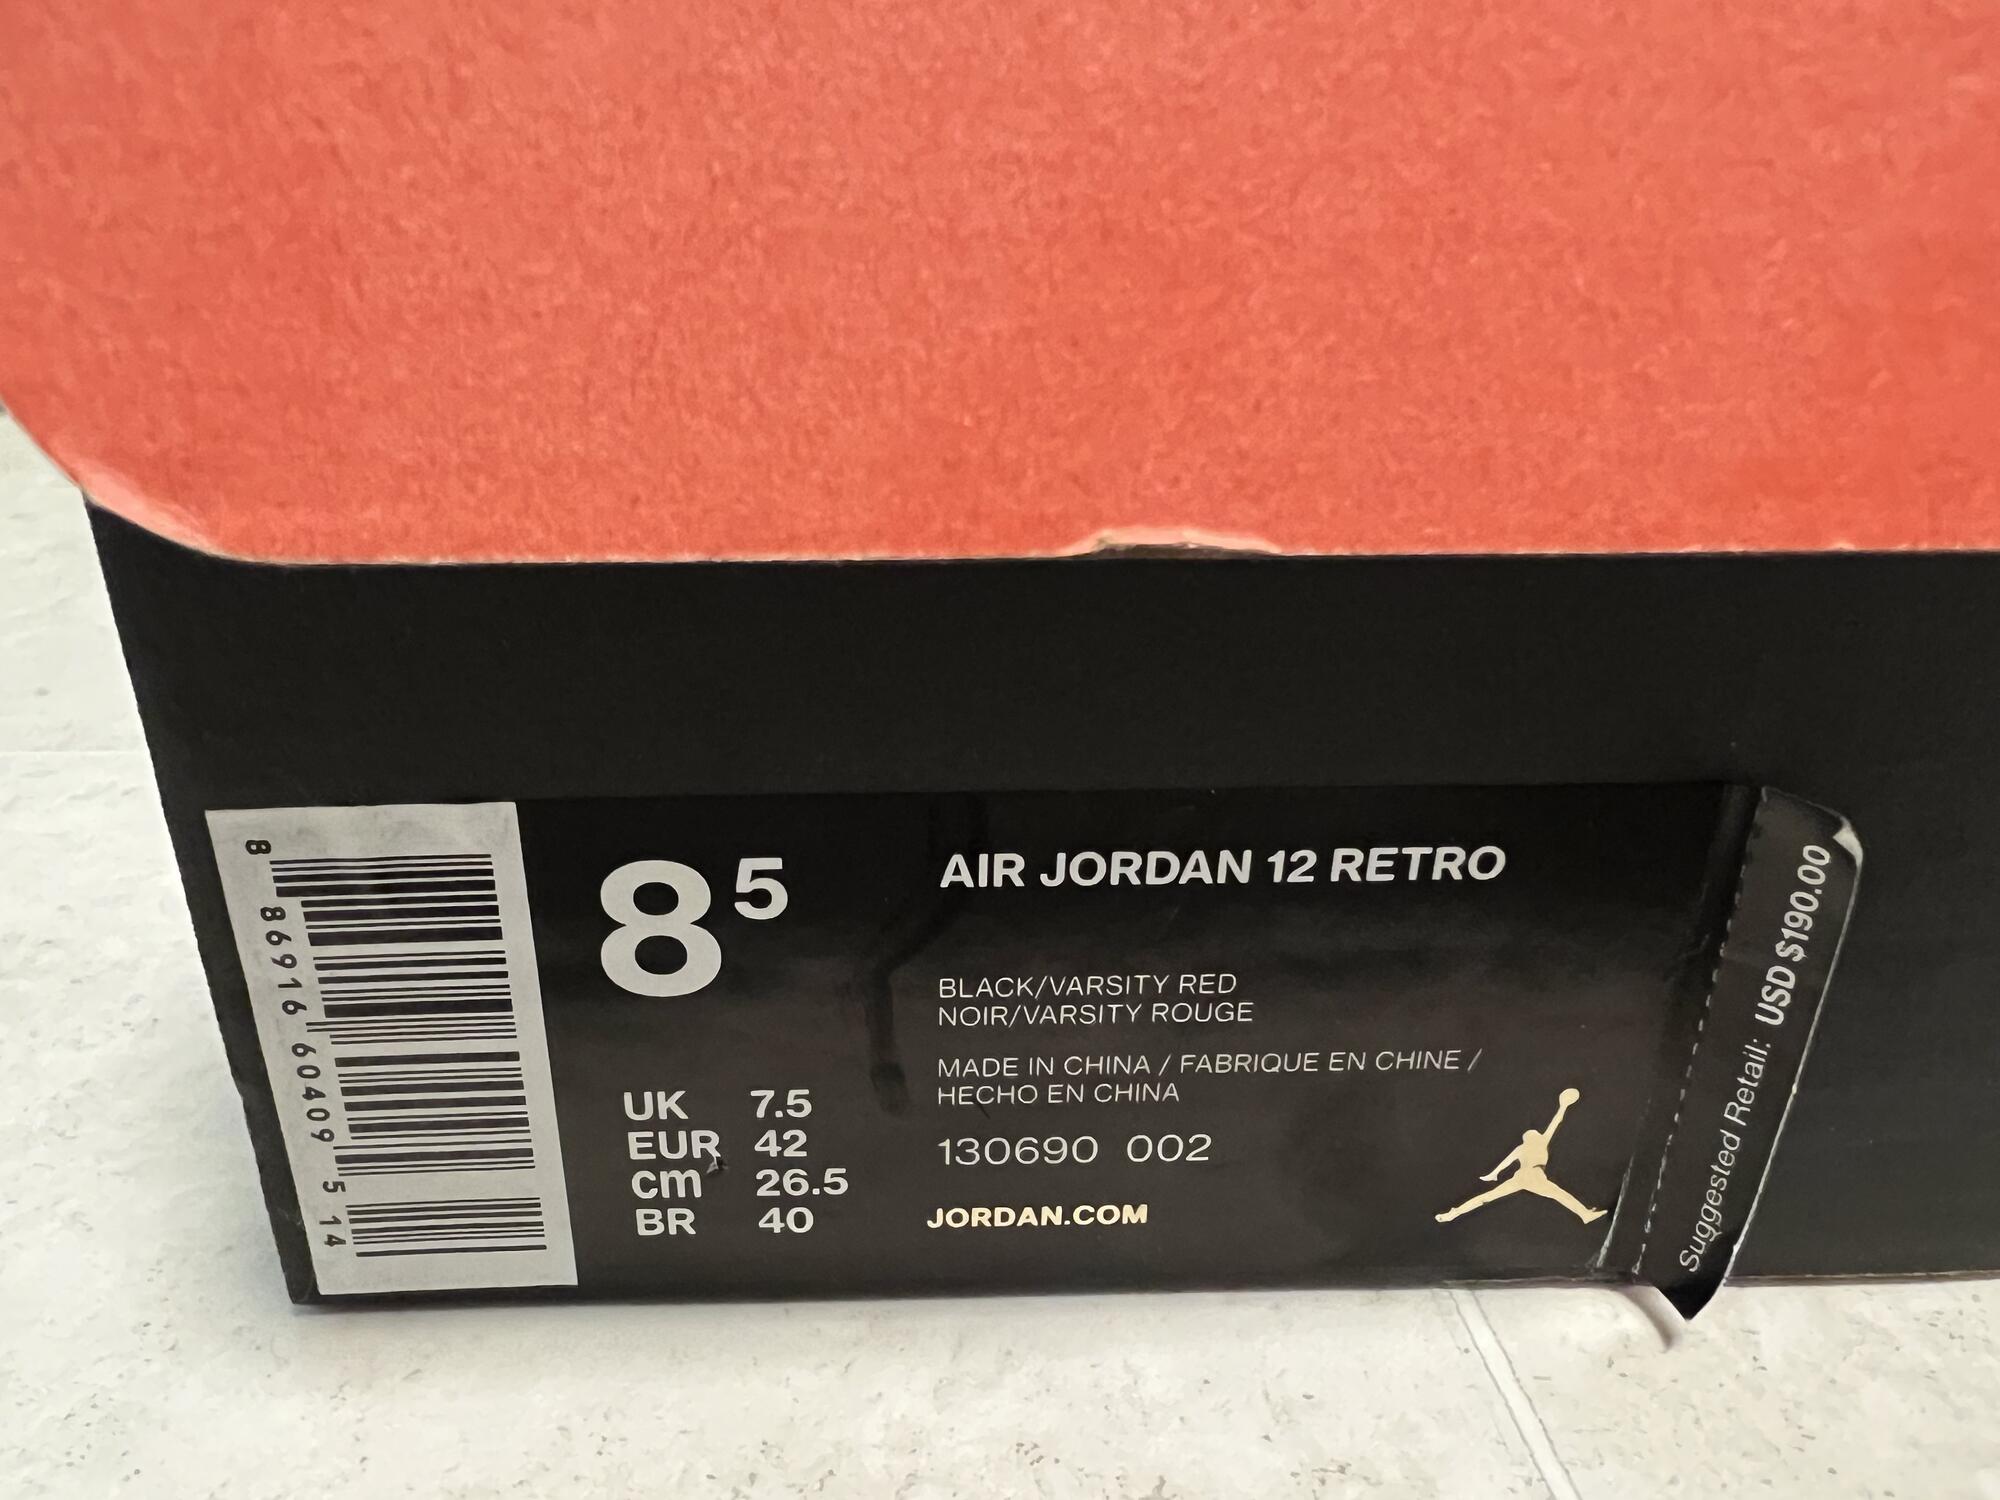 8 86916 60409 5 14
8 5
UK 7.5
EUR 42
cm 26.5
BR 40
AIR JORDAN 12 RETRO
BLACK/VARSITY RED
NOIR/VARSITY ROUGE
MADE IN CHINA / FABRIQUE EN CHINE /
HECHO EN CHINA
130690 002
JORDAN.COM
Suggested Retail: USD $190.00